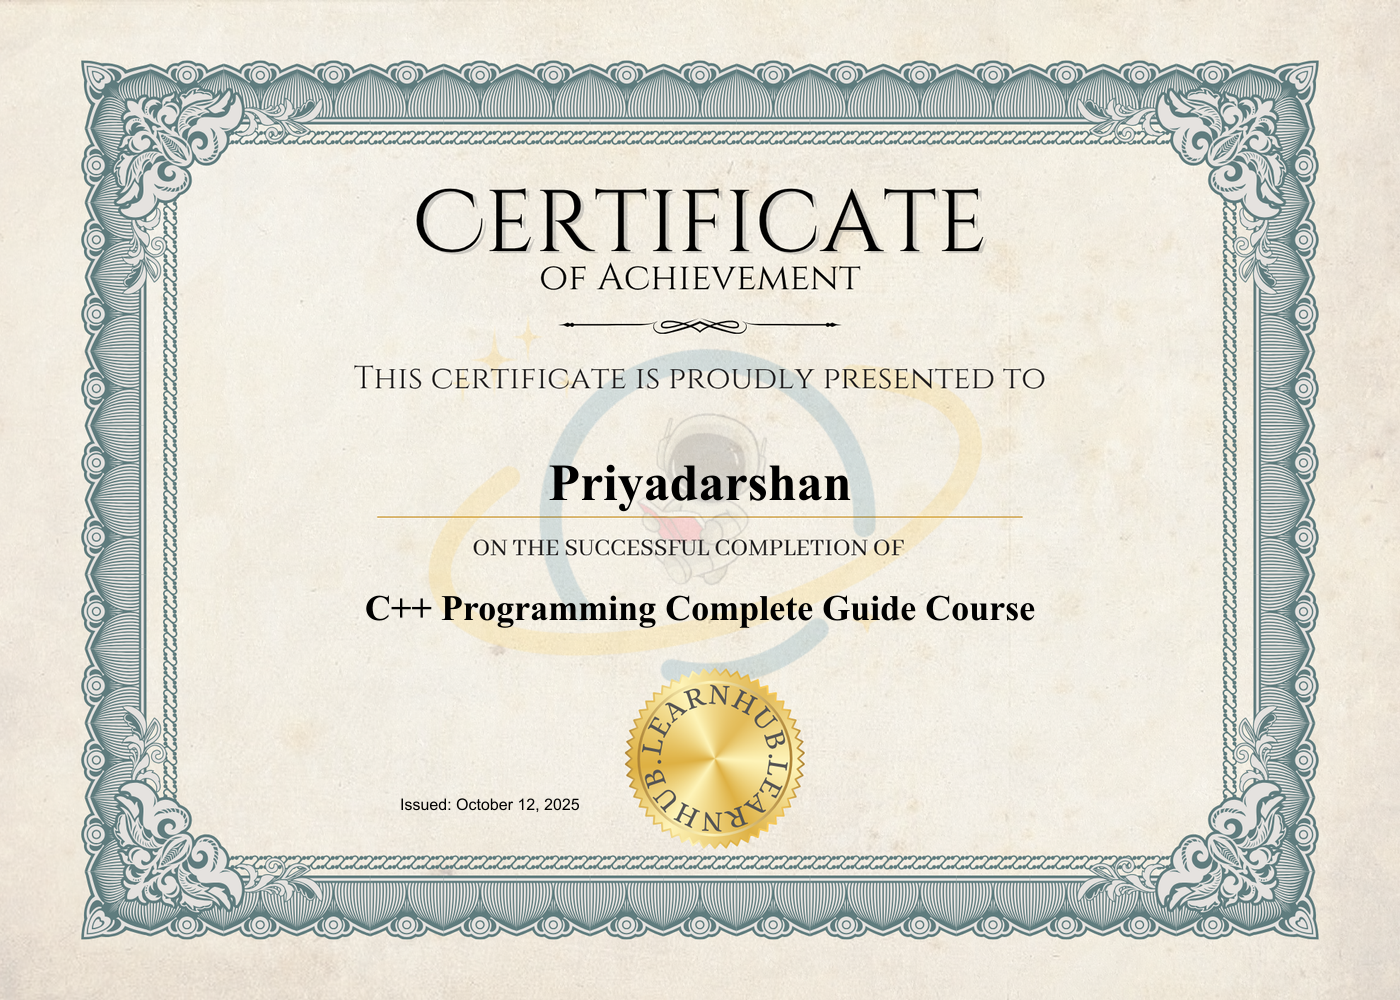 CERTIFICATE
OF ACHIEVEMENT
THIS CERTIFICATE IS PROUDLY PRESENTED TO
Priyadarshan
ON THE SUCCESSFUL COMPLETION OF
C++ Programming Complete Guide Course
LEARNHUB.LEARNHUB.
Issued: October 12, 2025